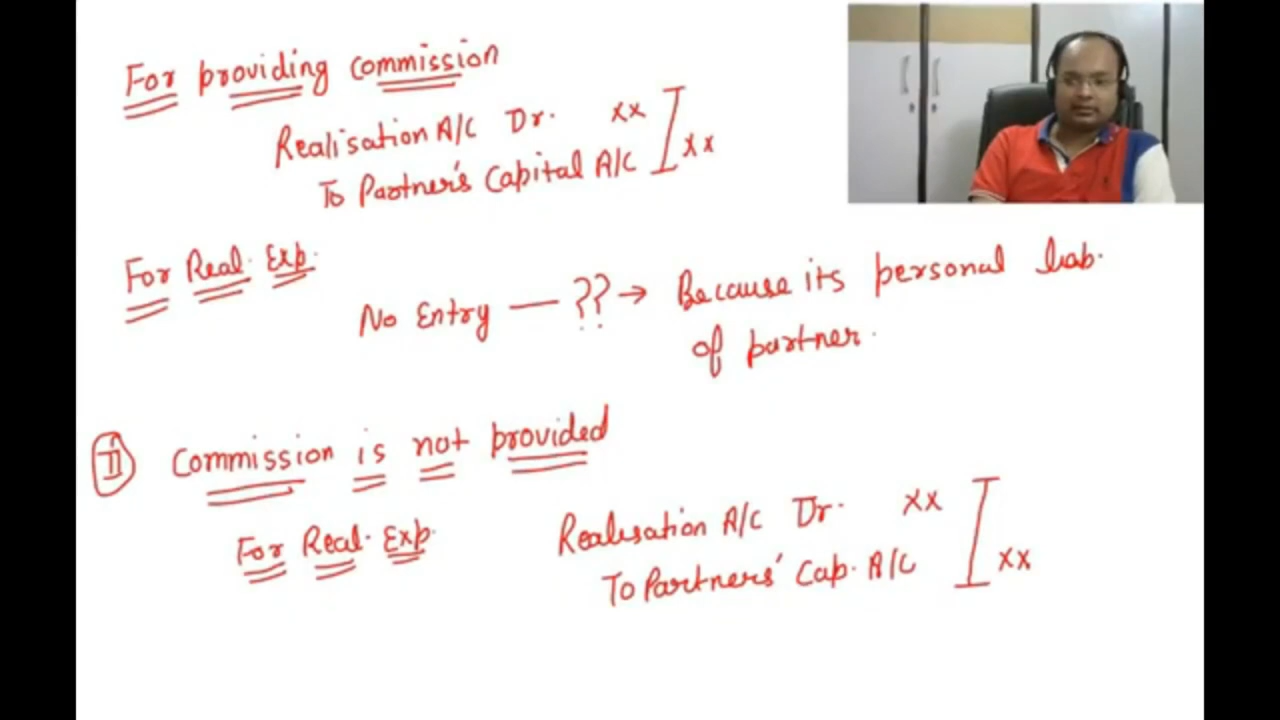 For providing commission
Realisation A/C Dr. xx
To Partner's Capital A/C xx
For Real. Exp.
No Entry — ?? → Because its personal liab.
of partner.
II Commission is not provided
For Real. Exp.
Realisation A/C Dr. xx
To Partners' Cap. A/C xx